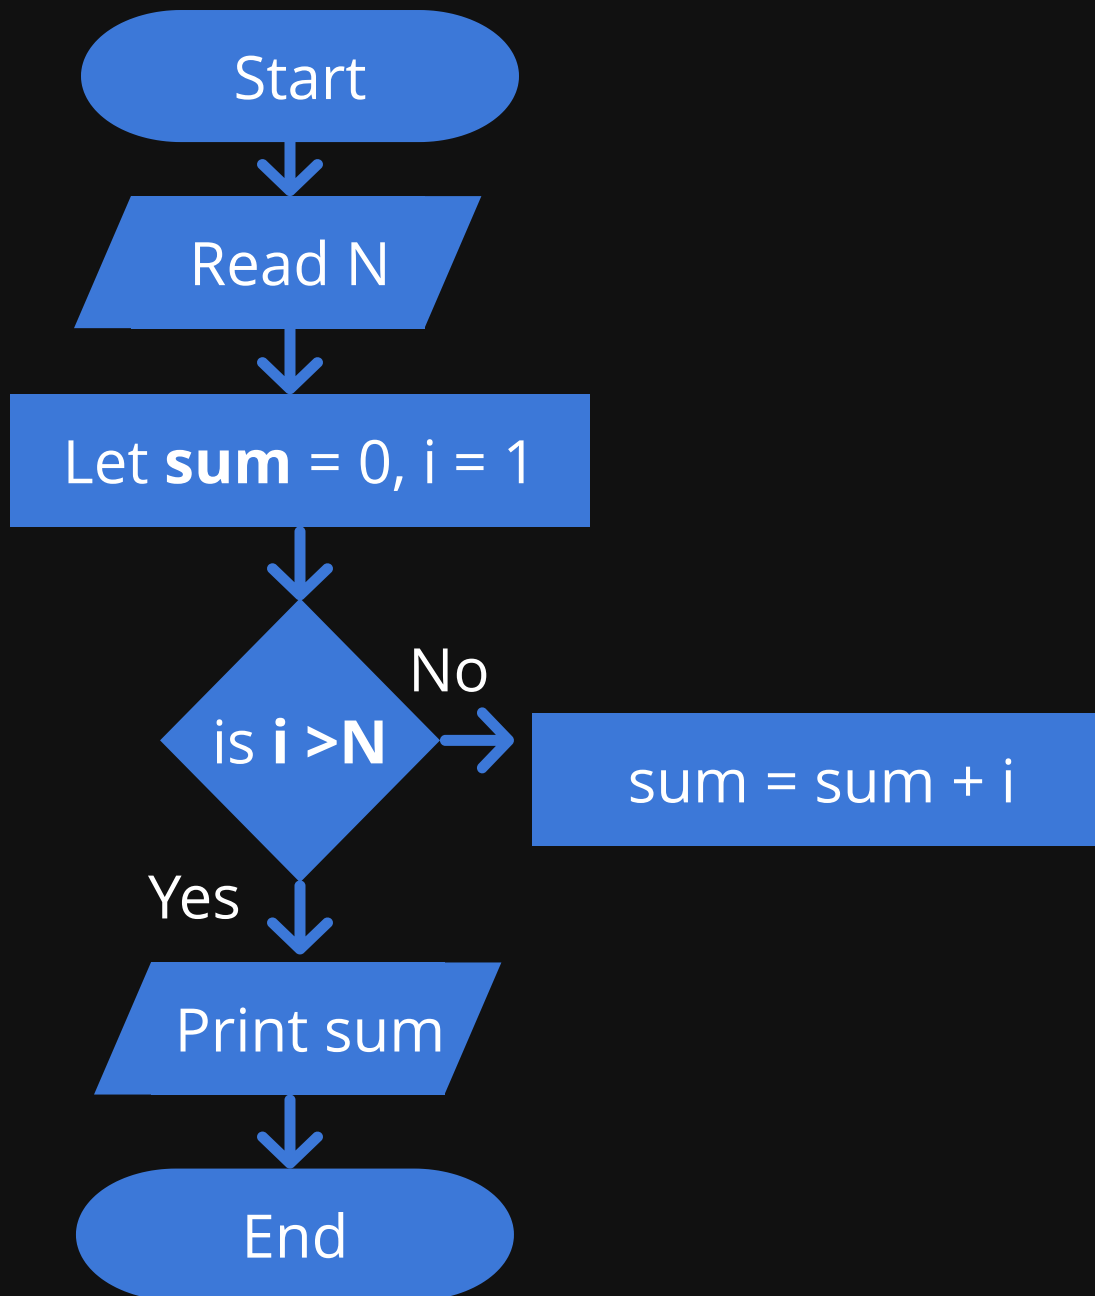 Start
Read N
Let sum = 0, i = 1
No
is i >N
sum = sum + i
Yes
Print sum
End